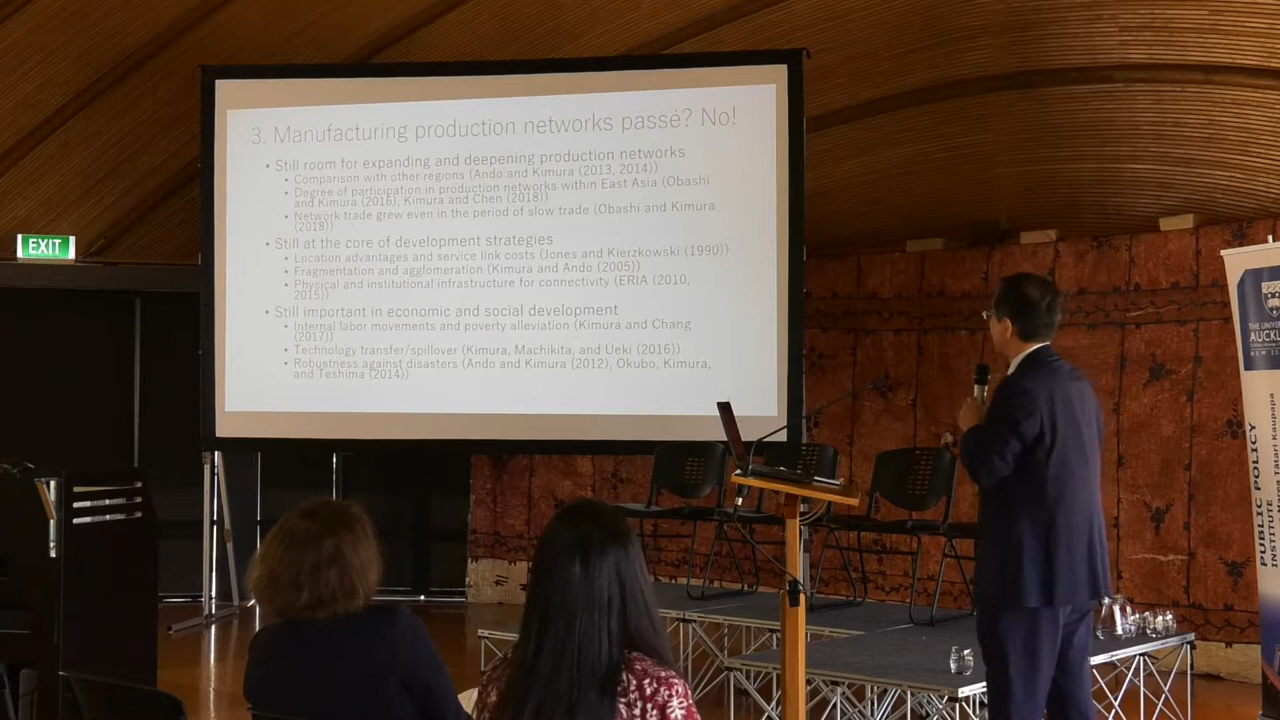 3. Manufacturing production networks passé? No!
• Still room for expanding and deepening production networks
• Comparison with other regions (Ando and Kimura (2013, 2014))
• Degree of participation in production networks within East Asia (Obashi
and Kimura (2016), Kimura and Chen (2018))
• Network trade grew even in the period of slow trade (Obashi and Kimura
(2018))
• Still at the core of development strategies
• Location advantages and service link costs (Jones and Kierzkowski (1990))
• Fragmentation and agglomeration (Kimura and Ando (2005))
• Physical and institutional infrastructure for connectivity (ERIA (2010,
2015))
• Still important in economic and social development
• Internal labor movements and poverty alleviation (Kimura and Chang
(2017))
• Technology transfer/spillover (Kimura, Machikita, and Ueki (2016))
• Robustness against disasters (Ando and Kimura (2012), Okubo, Kimura,
and Teshima (2014))
EXIT
THE UNIVE
AUCKL
NEW ZE
PUBLIC POLICY
INSTITUTE